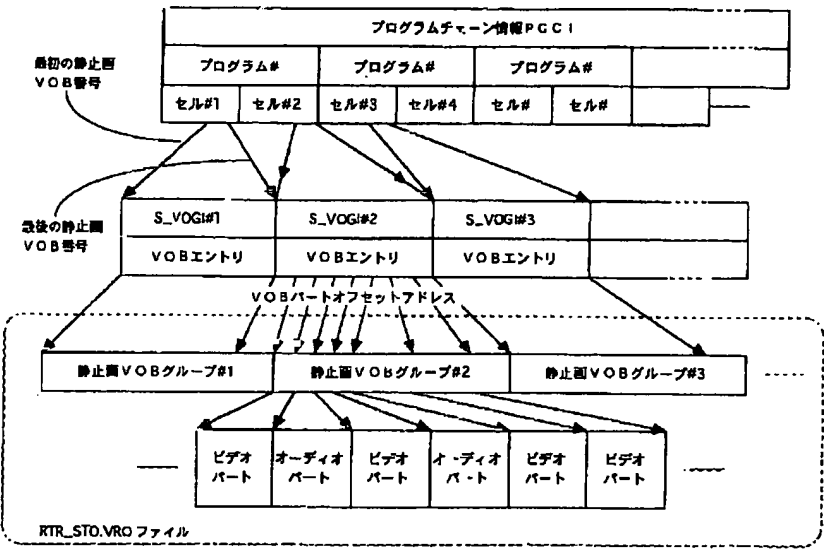 プログラムチェーン情報PGCI
プログラム# プログラム# プログラム#
セル#1 セル#2 セル#3 セル#4 セル# セル#
最初の静止画
VOB番号
最後の静止画
VOB番号
S_VOGI#1 S_VOGI#2 S_VOGI#3
VOBエントリ VOBエントリ VOBエントリ
VOBパートオフセットアドレス
静止画VOBグループ#1 静止画VOBグループ#2 静止画VOBグループ#3
ビデオ オーディオ ビデオ オーディオ ビデオ ビデオ
パート パート パート パート パート パート
RTR_STO.VROファイル